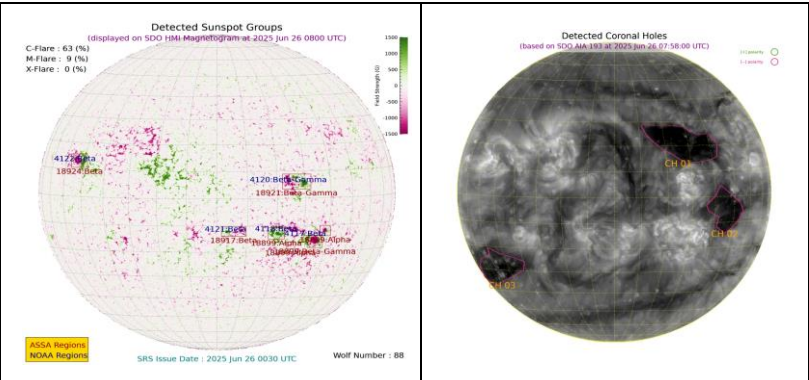 Detected Sunspot Groups
(displayed on SDO HMI Magnetogram at 2025 Jun 26 0800 UTC)
C-Flare : 63 (%)
M-Flare : 9 (%)
X-Flare : 0 (%)
1500
1000
500
0
-500
-1000
-1500
Field Strength (G)
4122:Beta
18924:Beta
4120:Beta-Gamma
18921:Beta-Gamma
4121:Beta
18917:Beta
18899:Alpha
ASSA Regions
NOAA Regions
SRS Issue Date : 2025 Jun 26 0030 UTC
Wolf Number : 88
Detected Coronal Holes
(based on SDO AIA 193 at 2025 Jun 26 07:58:00 UTC)
CH 01
CH 02
CH 03